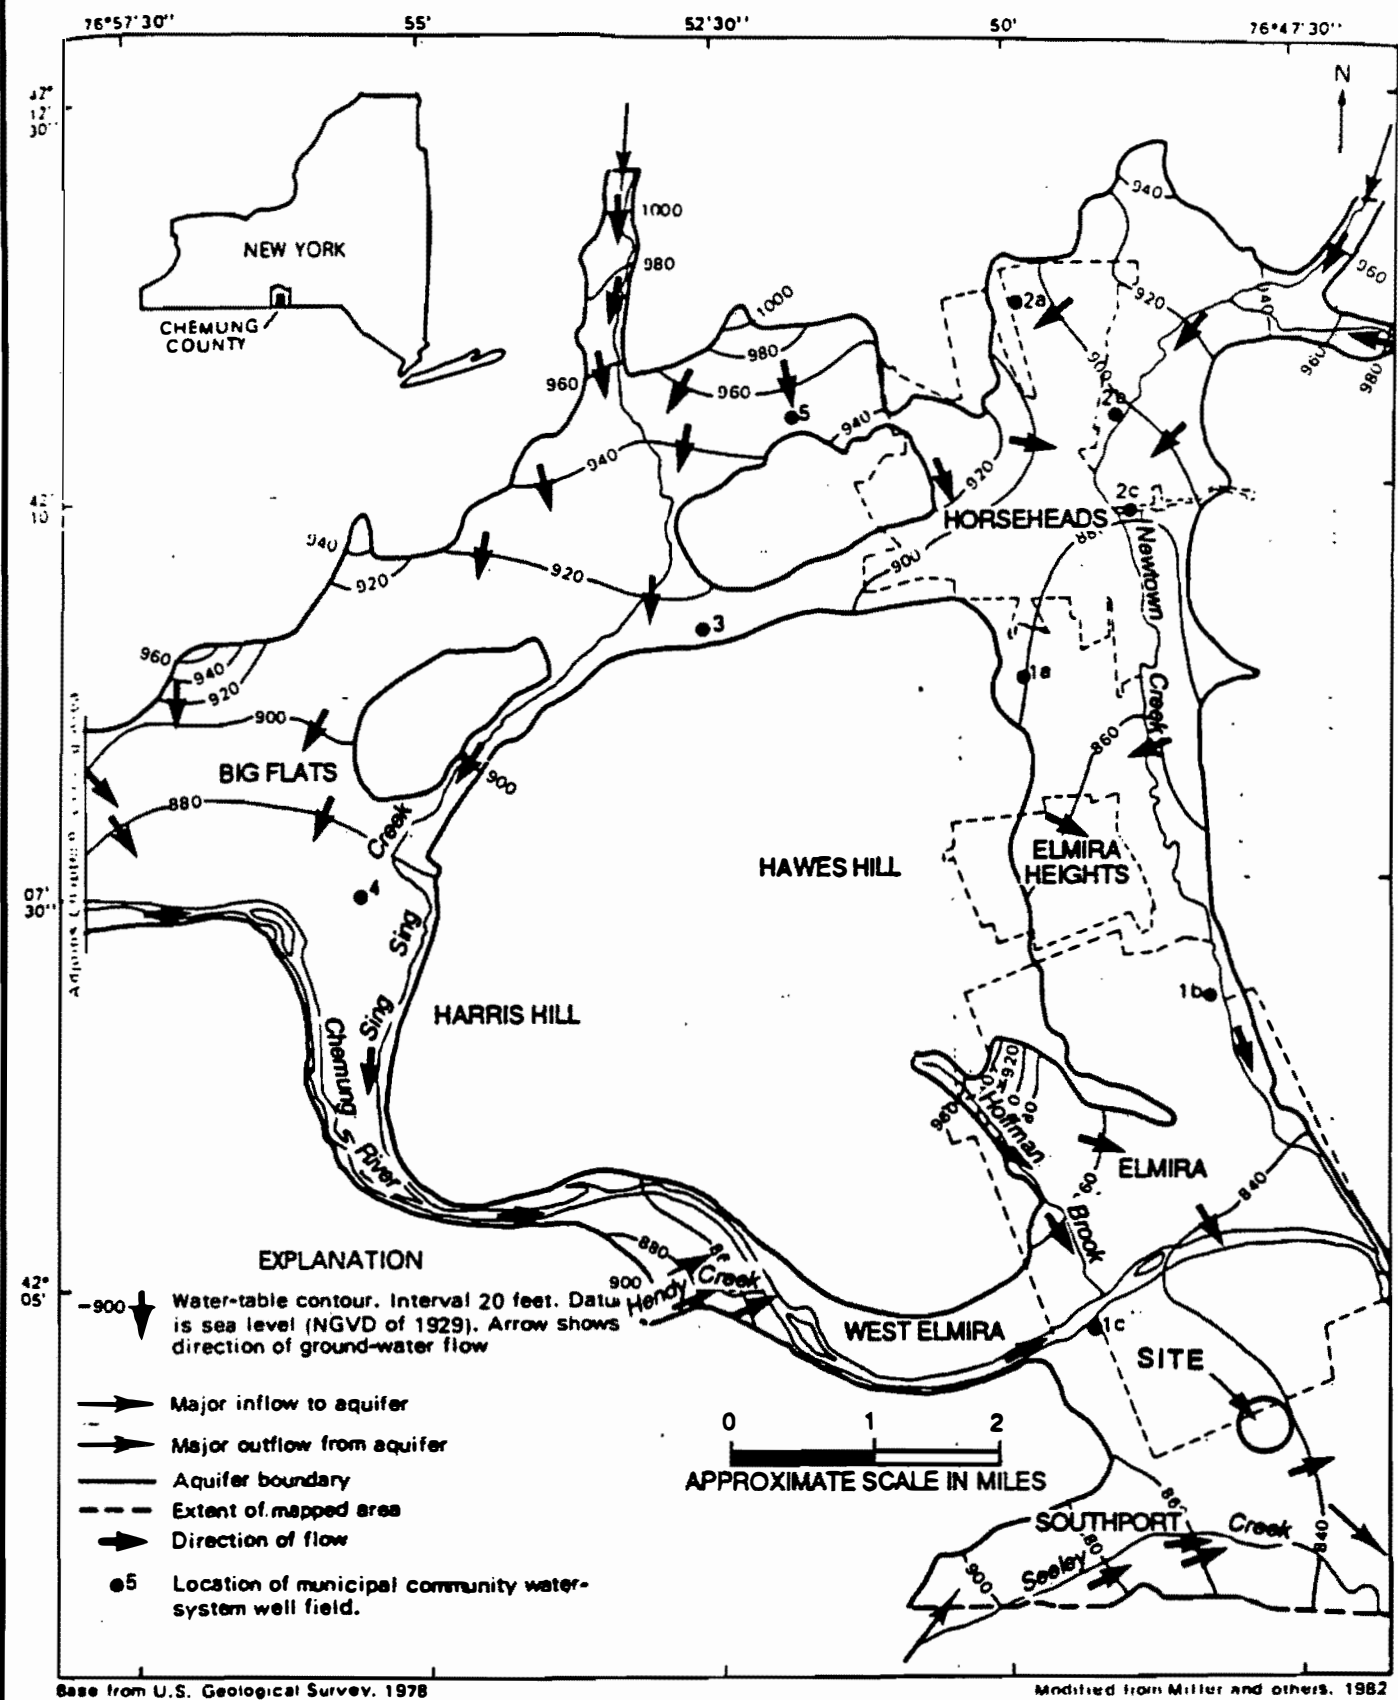 76°57'30''
55'
52'30''
50'
76°47'30''
N
42°
12'
30''
1000
980
NEW YORK
CHEMUNG
COUNTY
940
960
1000
980
960
960
5
940
2a
920
940
960
980
900
940
920
42°
10'
HORSEHEADS
2c
900
Newtown
Creek
940
920
920
3
960
940
920
1a
900
BIG FLATS
900
860
880
Creek
HAWES HILL
ELMIRA
HEIGHTS
07'
30''
4
Sing
Sing
HARRIS HILL
1b
Chemung
River
920
960
Hoffman
Brook
ELMIRA
840
880
900
Hendy Creek
42°
05'
EXPLANATION
900
Water-table contour. Interval 20 feet. Datu
is sea level (NGVD of 1929). Arrow shows
direction of ground-water flow
WEST ELMIRA
1c
SITE
Major inflow to aquifer
Major outflow from aquifer
Aquifer boundary
Extent of mapped area
Direction of flow
5 Location of municipal community water-
system well field.
0 1 2
APPROXIMATE SCALE IN MILES
SOUTHPORT
Seeley
Creek
900
840
Base from U.S. Geological Survey, 1978
Modified from Miller and others, 1982